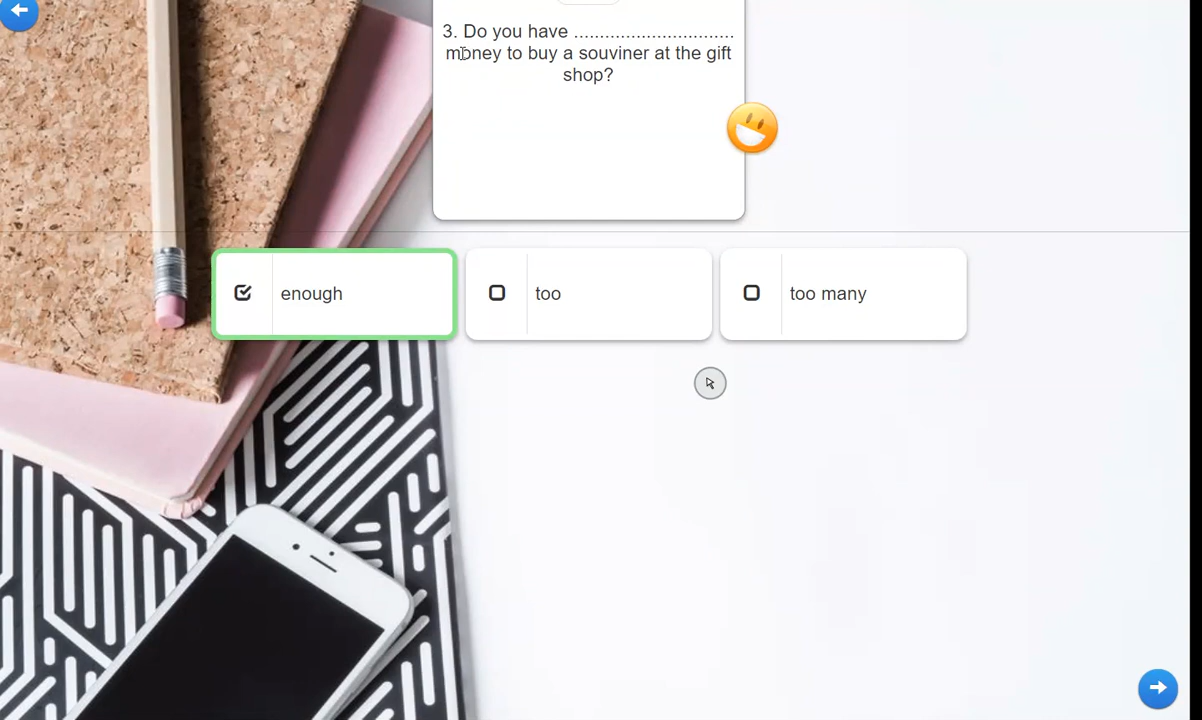 3. Do you have ...............................
money to buy a souviner at the gift
shop?
enough
too
too many